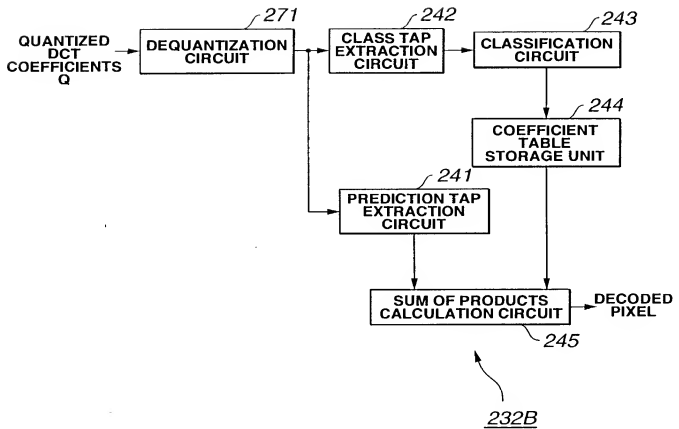 271
242
243
QUANTIZED
DCT
COEFFICIENTS
Q
DEQUANTIZATION
CIRCUIT
CLASS TAP
EXTRACTION
CIRCUIT
CLASSIFICATION
CIRCUIT
244
COEFFICIENT
TABLE
STORAGE UNIT
241
PREDICTION TAP
EXTRACTION
CIRCUIT
SUM OF PRODUCTS
CALCULATION CIRCUIT
DECODED
PIXEL
245
232B